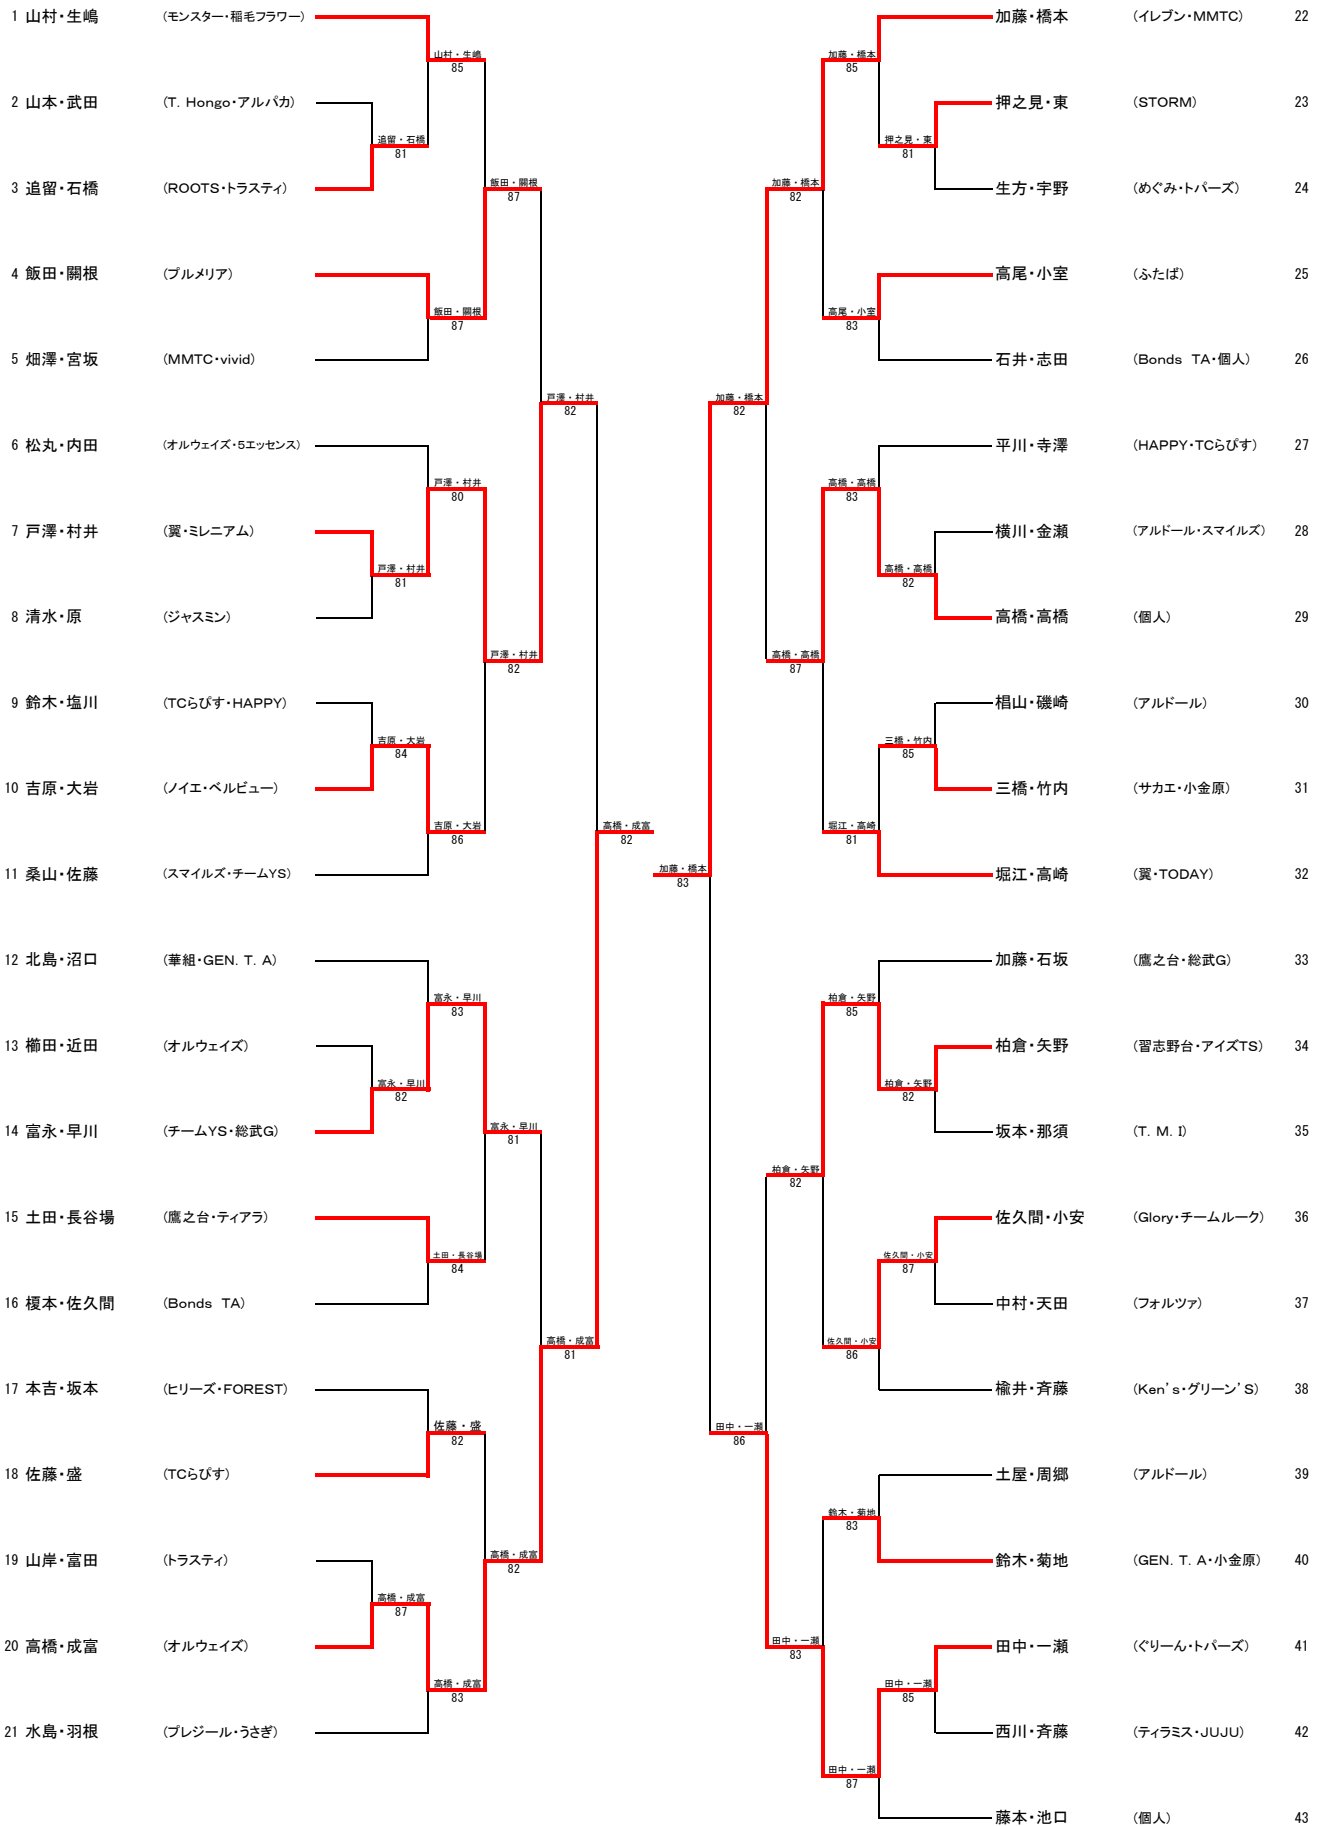 1 山村・生嶋 (モンスター・稲毛フラワー)
山村・生嶋
85
2 山本・武田 (T. Hongo・アルパカ)
追留・石橋
81
3 追留・石橋 (ROOTS・トラスティ)
飯田・關根
87
4 飯田・關根 (プルメリア)
飯田・關根
87
5 畑澤・宮坂 (MMTC・vivid)
戸澤・村井
82
6 松丸・内田 (オルウェイズ・5エッセンス)
戸澤・村井
80
7 戸澤・村井 (翼・ミレニアム)
戸澤・村井
81
8 清水・原 (ジャスミン)
戸澤・村井
82
9 鈴木・塩川 (TCらぴす・HAPPY)
吉原・大岩
84
10 吉原・大岩 (ノイエ・ベルビュー)
吉原・大岩
86
11 桑山・佐藤 (スマイルズ・チームYS)
高橋・成富
82
12 北島・沼口 (華組・GEN. T. A)
富永・早川
83
13 曛田・近田 (オルウェイズ)
富永・早川
82
14 富永・早川 (チームYS・総武G)
富永・早川
81
15 土田・長谷場 (鷹之台・ティアラ)
土田・長谷場
84
16 榎本・佐久間 (Bonds TA)
高橋・成富
81
17 本吉・坂本 (ヒリーズ・FOREST)
佐藤・盛
82
18 佐藤・盛 (TCらぴす)
高橋・成富
82
19 山岸・富田 (トラスティ)
高橋・成富
87
20 高橋・成富 (オルウェイズ)
高橋・成富
83
21 水島・羽根 (プレジール・うさぎ)
加藤・橋本 (イレブン・MMTC) 22
加藤・橋本
85
押之見・東 (STORM) 23
押之見・東
81
生方・宇野 (めぐみ・トパーズ) 24
加藤・橋本
82
高尾・小室 (ふたば) 25
高尾・小室
83
石井・志田 (Bonds TA・個人) 26
加藤・橋本
82
平川・寺澤 (HAPPY・TCらぴす) 27
高橋・高橋
83
横川・金瀬 (アルドール・スマイルズ) 28
高橋・高橋
82
高橋・高橋 (個人) 29
高橋・高橋
87
椙山・磯崎 (アルドール) 30
三橋・竹内
85
三橋・竹内 (サカエ・小金原) 31
堀江・高崎
81
堀江・高崎 (翼・TODAY) 32
加藤・橋本
83
加藤・石坂 (鷹之台・総武G) 33
柏倉・矢野
85
柏倉・矢野 (習志野台・アイズTS) 34
柏倉・矢野
82
坂本・那須 (T. M. I) 35
柏倉・矢野
82
佐久間・小安 (Glory・チームルーク) 36
佐久間・小安
87
中村・天田 (フォルツァ) 37
佐久間・小安
86
楡井・斉藤 (Ken's・グリーン'S) 38
田中・一瀬
86
土屋・周郷 (アルドール) 39
鈴木・菊地
83
鈴木・菊地 (GEN. T. A・小金原) 40
田中・一瀬
83
田中・一瀬 (ぐりーん・トパーズ) 41
田中・一瀬
85
西川・斉藤 (ティラミス・JUJU) 42
田中・一瀬
87
藤本・池口 (個人) 43